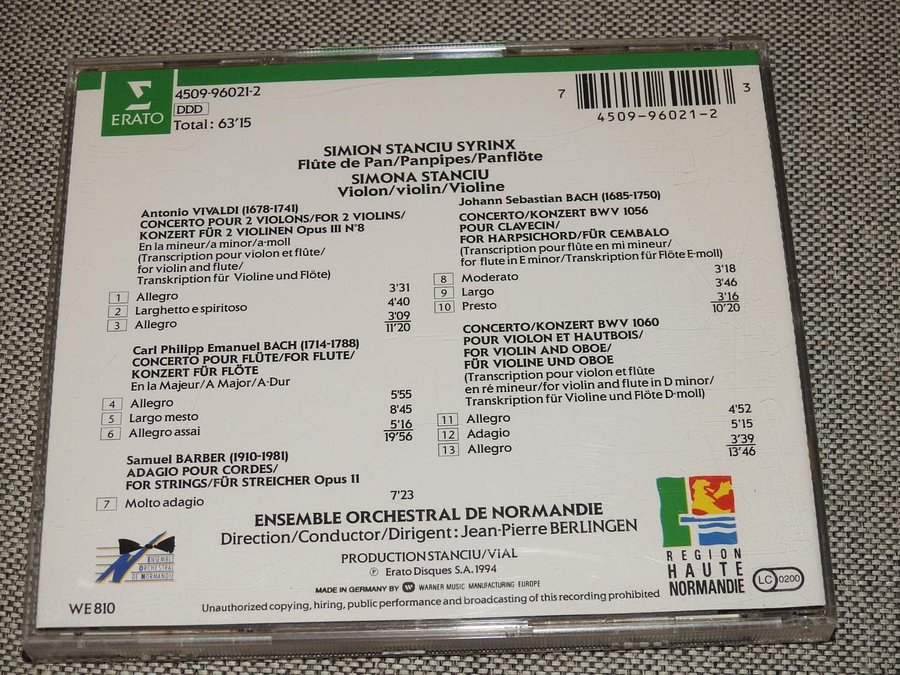 ERATO
4509-96021-2
DDD
Total: 63'15
7 4509-96021-2 3
SIMION STANCIU SYRINX
Flûte de Pan/Panpipes/Panflöte
SIMONA STANCIU
Violon/violin/Violine
Antonio VIVALDI (1678-1741)
CONCERTO POUR 2 VIOLONS/FOR 2 VIOLINS/
KONZERT FÜR 2 VIOLINEN Opus III N°8
En la mineur/a minor/a-moll
(Transcription pour violon et flûte/
for violin and flute/
Transkription für Violine und Flöte)
1 Allegro 3'31
2 Larghetto e spiritoso 4'40
3 Allegro 3'09
11'20
Carl Philipp Emanuel BACH (1714-1788)
CONCERTO POUR FLÛTE/FOR FLUTE/
KONZERT FÜR FLÖTE
En la Majeur/A Major/A-Dur
4 Allegro 5'55
5 Largo mesto 8'45
6 Allegro assai 5'16
19'56
Samuel BARBER (1910-1981)
ADAGIO POUR CORDES/
FOR STRINGS/FÜR STREICHER Opus 11
7 Molto adagio 7'23
Johann Sebastian BACH (1685-1750)
CONCERTO/KONZERT BWV 1056
POUR CLAVECIN/
FOR HARPSICHORD/FÜR CEMBALO
(Transcription pour flûte en mi mineur/
for flute in E minor/Transkription für Flöte E-moll)
8 Moderato 3'18
9 Largo 3'46
10 Presto 3'16
10'20
CONCERTO/KONZERT BWV 1060
POUR VIOLON ET HAUTBOIS/
FOR VIOLIN AND OBOE/
FÜR VIOLINE UND OBOE
(Transcription pour violon et flûte
en ré mineur/for violin and flute in D minor/
Transkription für Violine und Flöte D-moll)
11 Allegro 4'52
12 Adagio 5'15
13 Allegro 3'39
13'46
ENSEMBLE ORCHESTRAL DE NORMANDIE
Direction/Conductor/Dirigent: Jean-Pierre BERLINGEN
PRODUCTION STANCIU/VIAL
℗ Erato Disques S.A. 1994
MADE IN GERMANY BY WARNER MUSIC MANUFACTURING EUROPE
Unauthorized copying, hiring, public performance and broadcasting of this recording prohibited
ENSEMBLE
ORCHESTRAL
DE NORMANDIE
WE 810
REGION
HAUTE
NORMANDIE
LC 0200